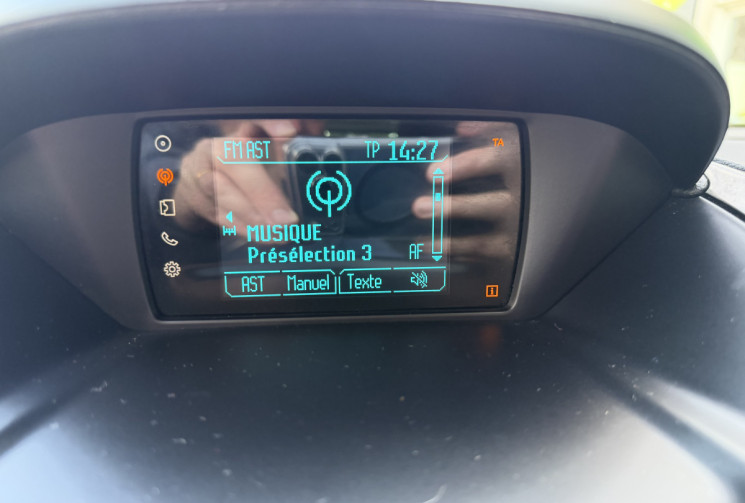 FM AST TP 14:27 TA
MUSIQUE
Présélection 3 AF
AST Manuel Texte
i